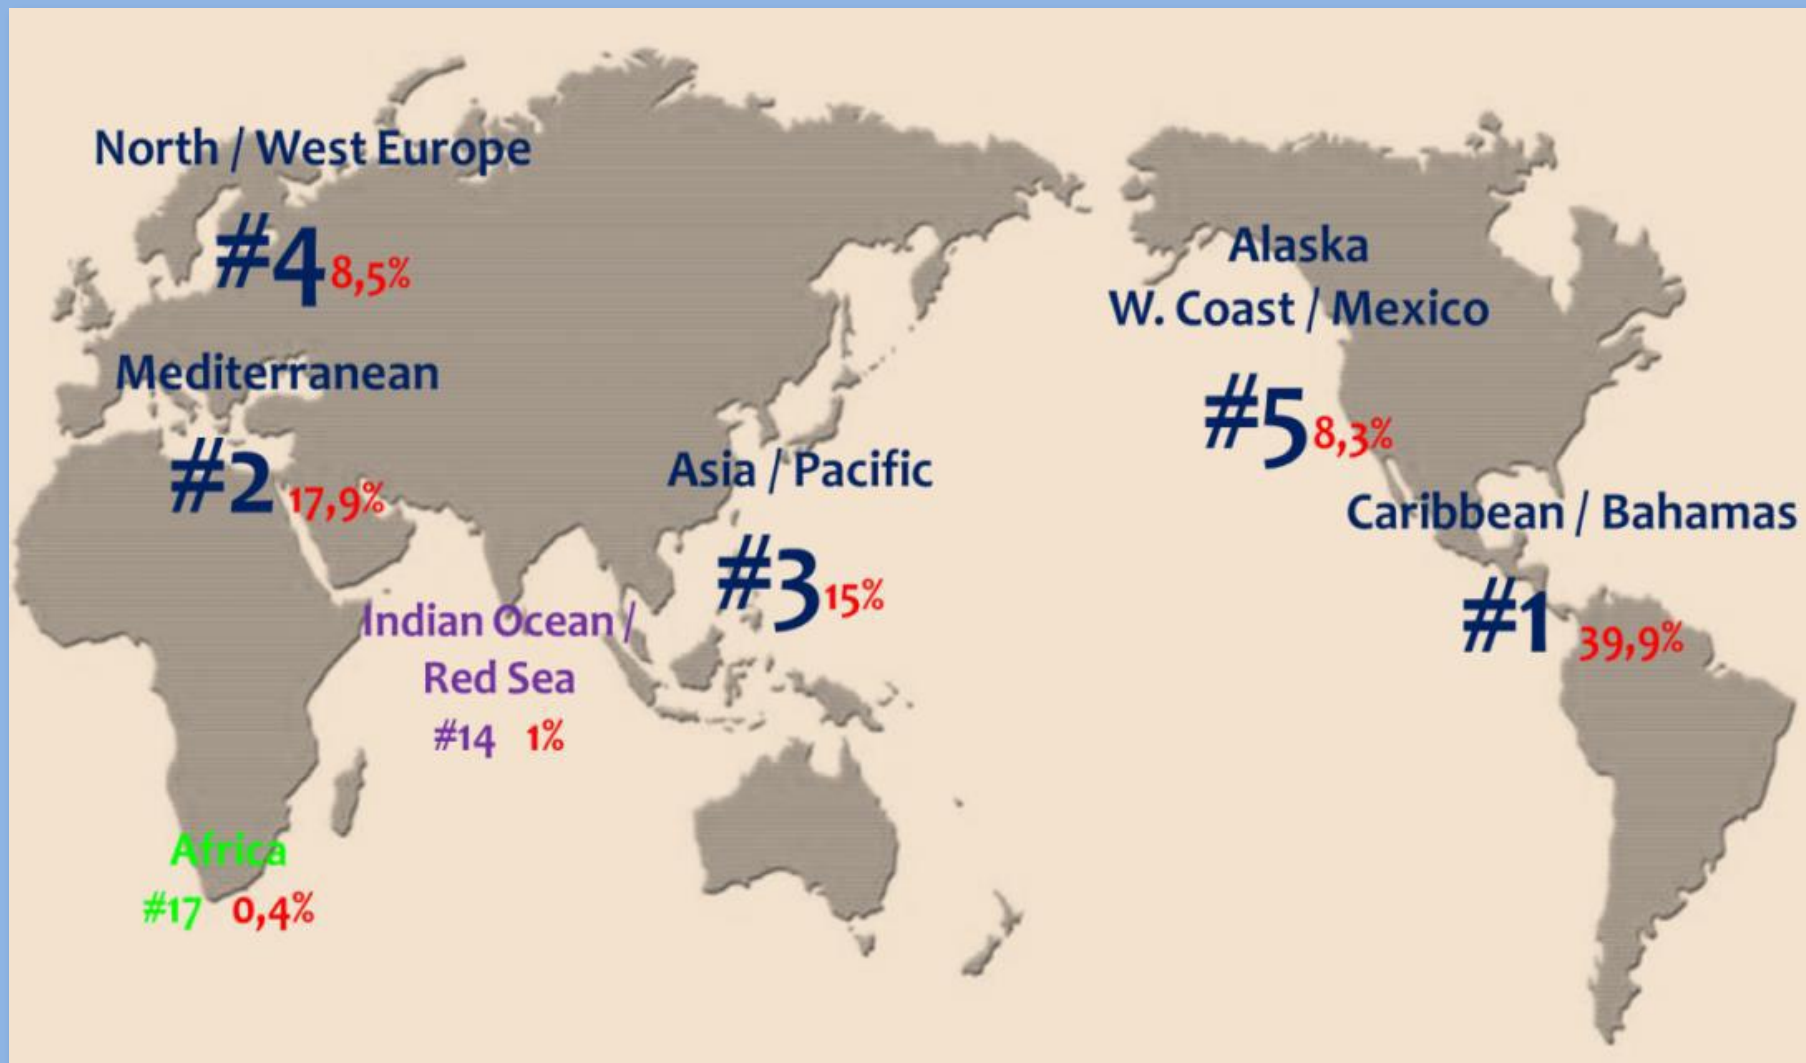 North / West Europe
#4 8,5%
Mediterranean
#2 17,9%
Asia / Pacific
#3 15%
Indian Ocean /
Red Sea
#14 1%
Africa
#17 0,4%
Alaska
W. Coast / Mexico
#5 8,3%
Caribbean / Bahamas
#1 39,9%